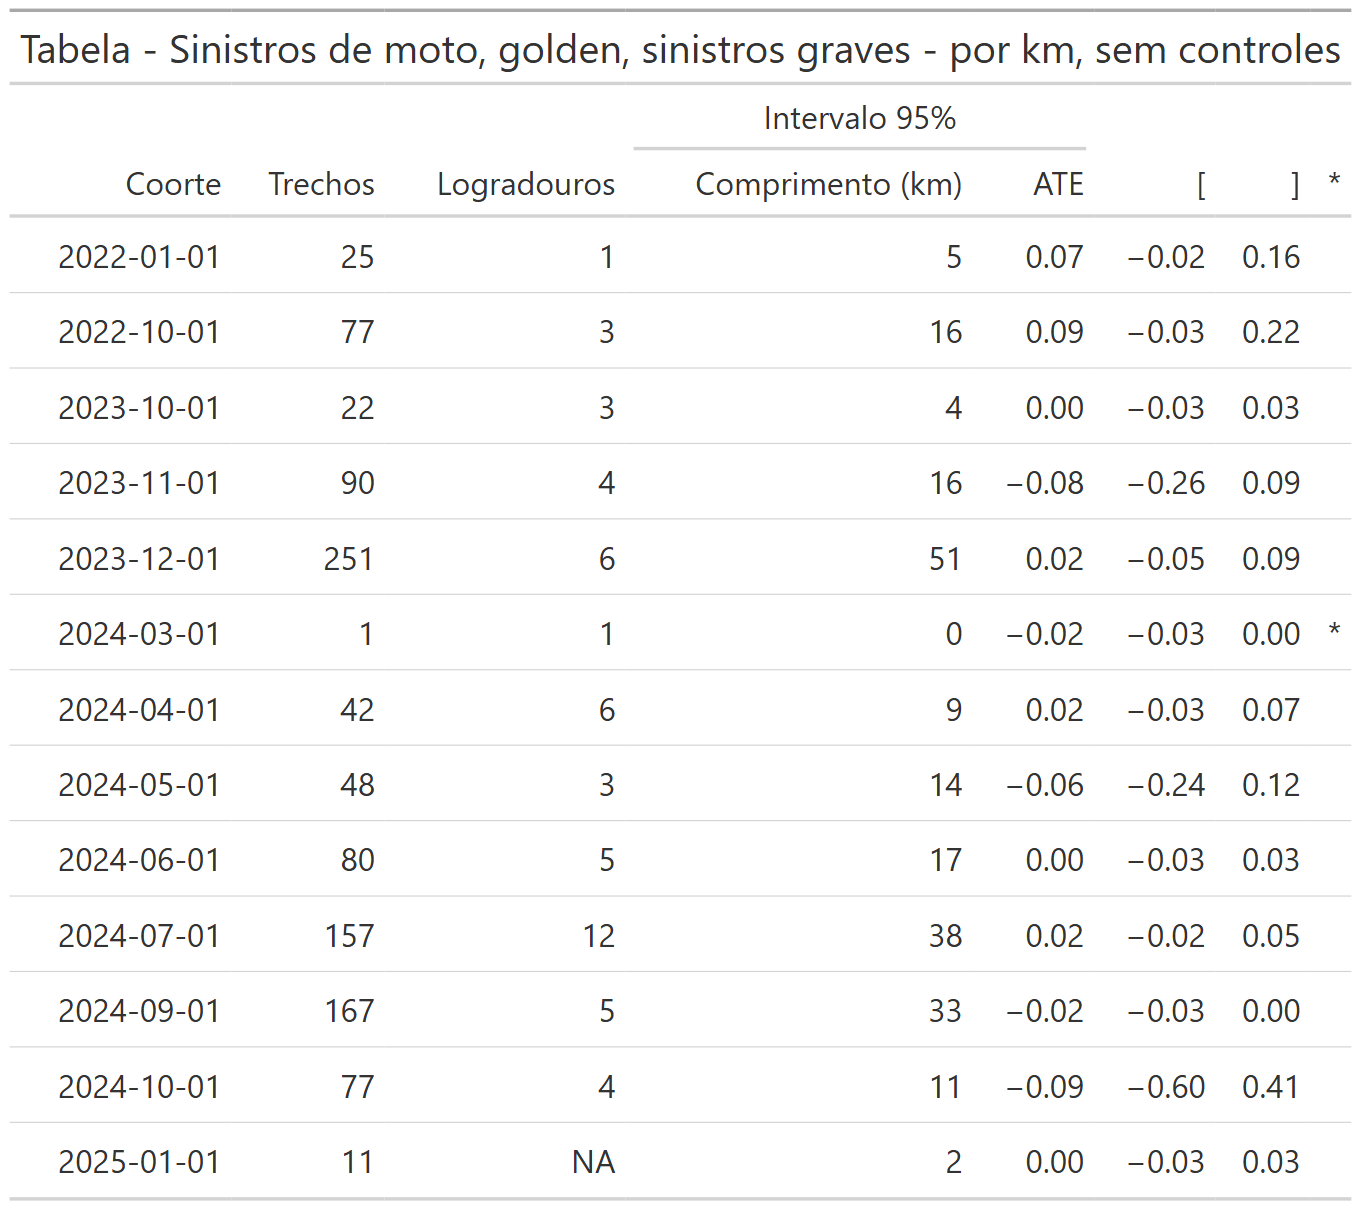 Tabela - Sinistros de moto, golden, sinistros graves - por km, sem controles
Intervalo 95%
Coorte Trechos Logradouros Comprimento (km) ATE [ ] *
2022-01-01 25 1 5 0.07 −0.02 0.16
2022-10-01 77 3 16 0.09 −0.03 0.22
2023-10-01 22 3 4 0.00 −0.03 0.03
2023-11-01 90 4 16 −0.08 −0.26 0.09
2023-12-01 251 6 51 0.02 −0.05 0.09
2024-03-01 1 1 0 −0.02 −0.03 0.00 *
2024-04-01 42 6 9 0.02 −0.03 0.07
2024-05-01 48 3 14 −0.06 −0.24 0.12
2024-06-01 80 5 17 0.00 −0.03 0.03
2024-07-01 157 12 38 0.02 −0.02 0.05
2024-09-01 167 5 33 −0.02 −0.03 0.00
2024-10-01 77 4 11 −0.09 −0.60 0.41
2025-01-01 11 NA 2 0.00 −0.03 0.03